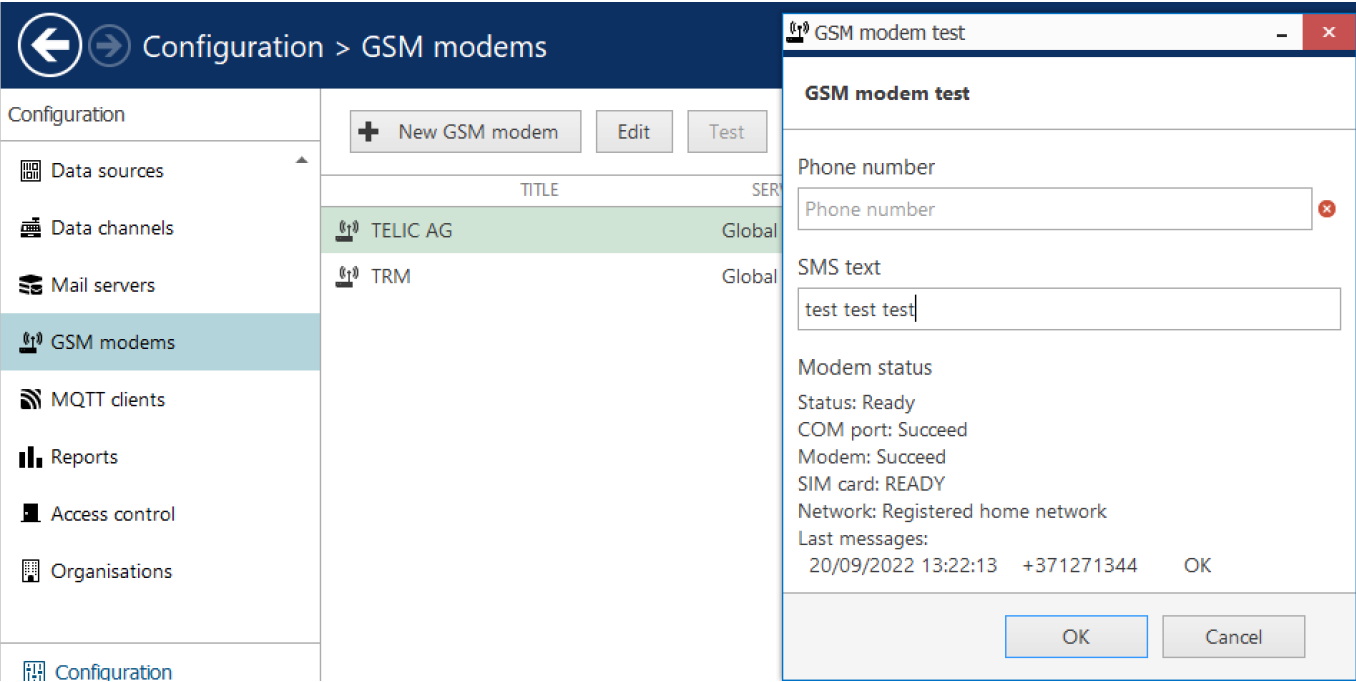 Configuration > GSM modems
Configuration
Data sources
Data channels
Mail servers
GSM modems
MQTT clients
Reports
Access control
Organisations
Configuration
New GSM modem
Edit
Test
TITLE
TELIC AG
Global
TRM
Global
GSM modem test
GSM modem test
Phone number
Phone number
SMS text
test test test
Modem status
Status: Ready
COM port: Succeed
Modem: Succeed
SIM card: READY
Network: Registered home network
Last messages:
20/09/2022 13:22:13 +371271344 OK
OK
Cancel